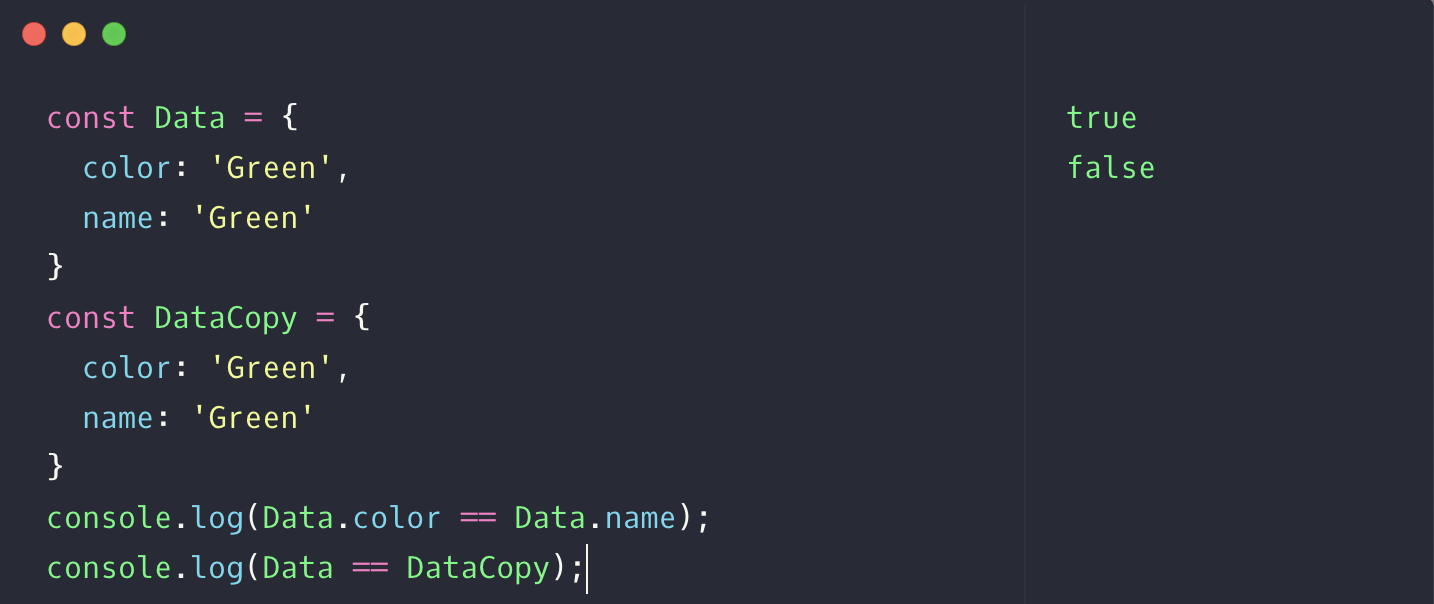 const Data = {
  color: 'Green',
  name: 'Green'
}
const DataCopy = {
  color: 'Green',
  name: 'Green'
}
console.log(Data.color == Data.name);
console.log(Data == DataCopy);
true
false